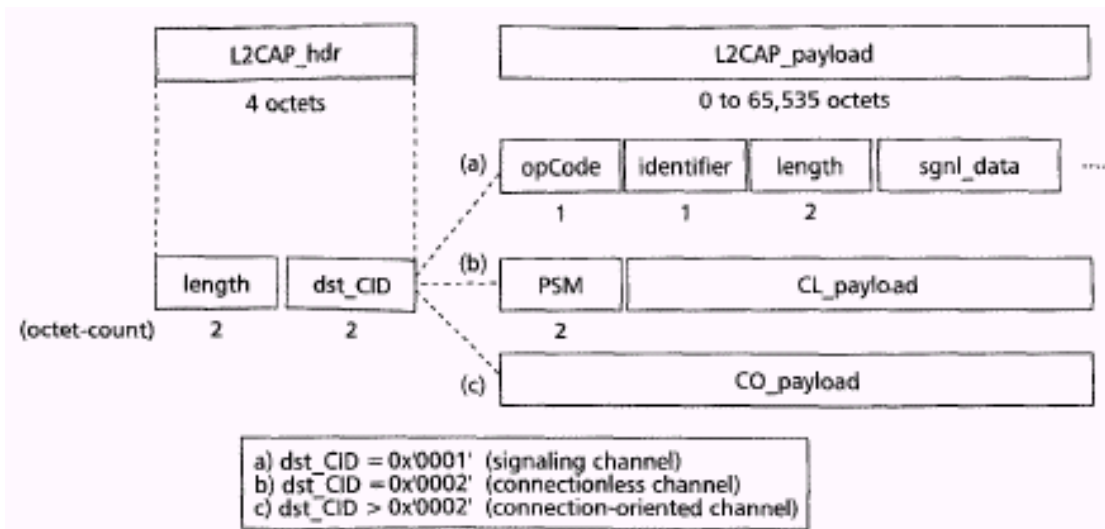 L2CAP_hdr L2CAP_payload
4 octets 0 to 65,535 octets
(a) opCode identifier length sgnl_data ....
1 1 2
(b)
length dst_CID PSM CL_payload
(octet-count) 2 2 2
(c) CO_payload
a) dst_CID = 0x'0001' (signaling channel)
b) dst_CID = 0x'0002' (connectionless channel)
c) dst_CID > 0x'0002' (connection-oriented channel)